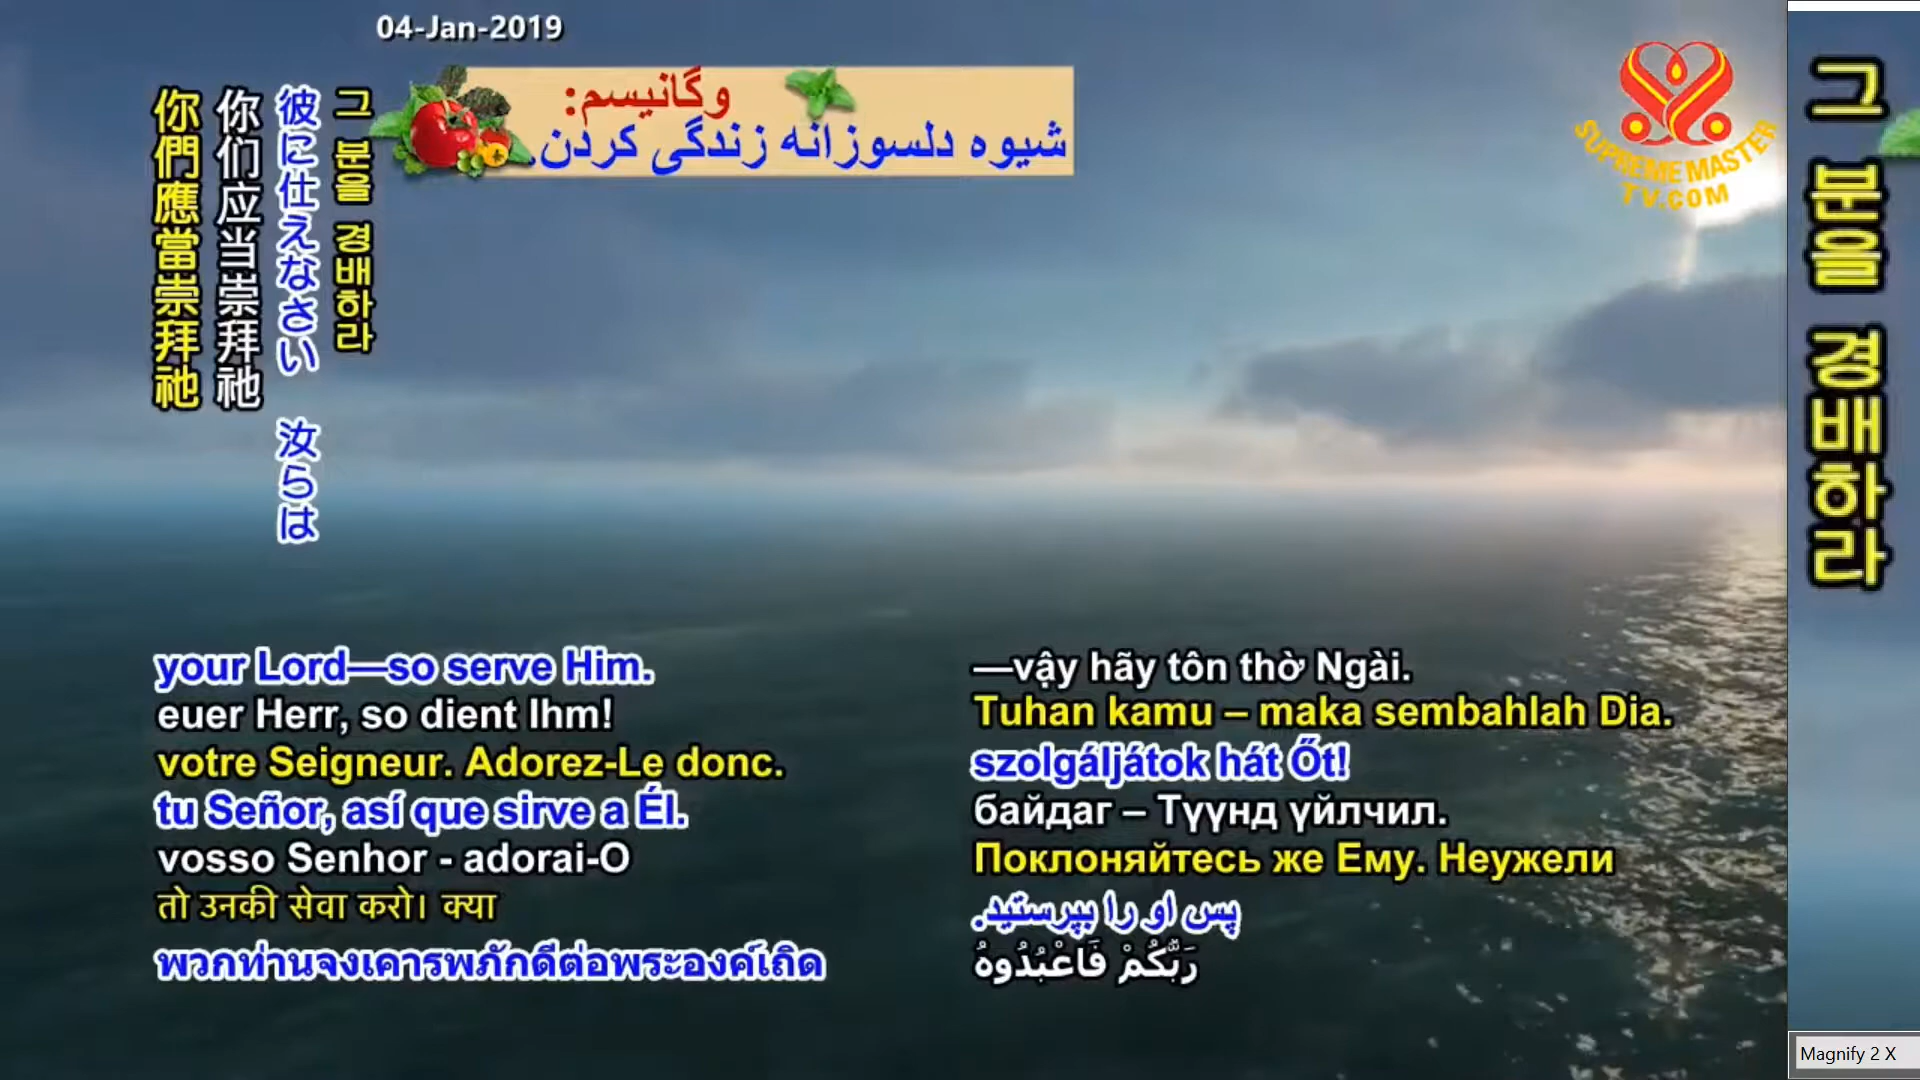 04-Jan-2019
وگانیسم:
شیوه دلسوزانه زندگی کردن.
SUPREME MASTER
TV.COM
그 분을 경배하라
彼に仕えなさい 汝らは
你们应当崇拜祂
你們應當崇拜祂
your Lord—so serve Him.
euer Herr, so dient Ihm!
votre Seigneur. Adorez-Le donc.
tu Señor, así que sirve a Él.
vosso Senhor - adorai-O
तो उनकी सेवा करो। क्या
พวกท่านจงเคารพภักดีต่อพระองค์เถิด
—vậy hãy tôn thờ Ngài.
Tuhan kamu – maka sembahlah Dia.
szolgáljátok hát Őt!
байдаг – Түүнд үйлчил.
Поклоняйтесь же Ему. Неужели
پس او را بپرستید.
رَبُّكُمْ فَاعْبُدُوهُ
그 분을 경배하라
Magnify 2 X